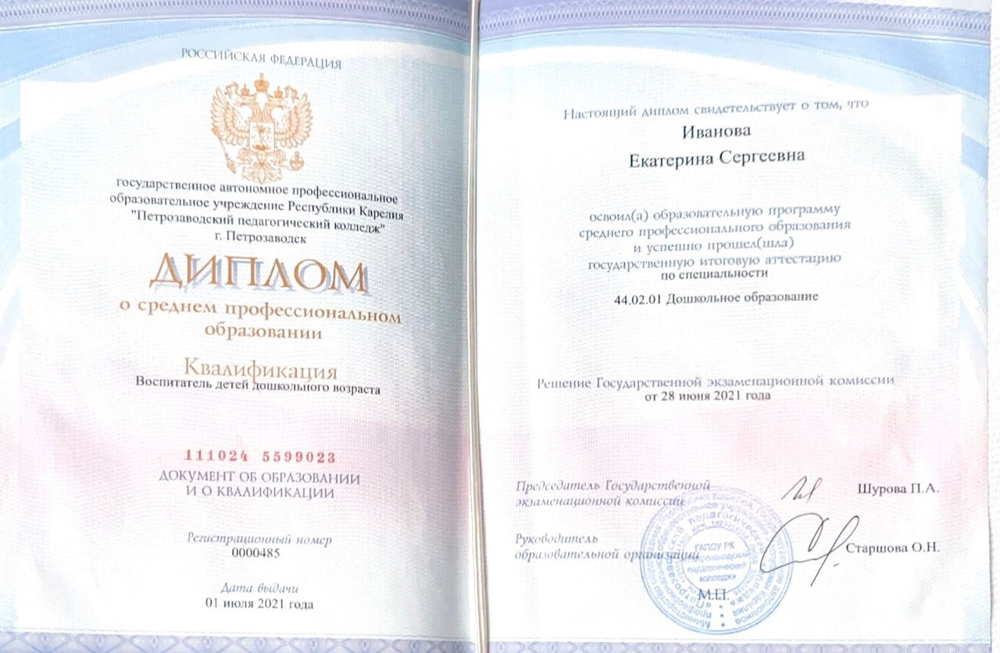 РОССИЙСКАЯ ФЕДЕРАЦИЯ
государственное автономное профессиональное
образовательное учреждение Республики Карелия
"Петрозаводский педагогический колледж"
г. Петрозаводск
ДИПЛОМ
о среднем профессиональном
образовании
Квалификация
Воспитатель детей дошкольного возраста
111024 5599023
ДОКУМЕНТ ОБ ОБРАЗОВАНИИ
И О КВАЛИФИКАЦИИ
Регистрационный номер
0000485
Дата выдачи
01 июля 2021 года
Настоящий диплом свидетельствует о том, что
Иванова
Екатерина Сергеевна
освоил(а) образовательную программу
среднего профессионального образования
и успешно прошел(шла)
государственную итоговую аттестацию
по специальности
44.02.01 Дошкольное образование
Решение Государственной экзаменационной комиссии
от 28 июня 2021 года
Председатель Государственной
экзаменационной комиссии
Шурова П.А.
Руководитель
образовательной организации
Старшова О.Н.
М.П.
ГАПОУ РК
педагогический
колледж